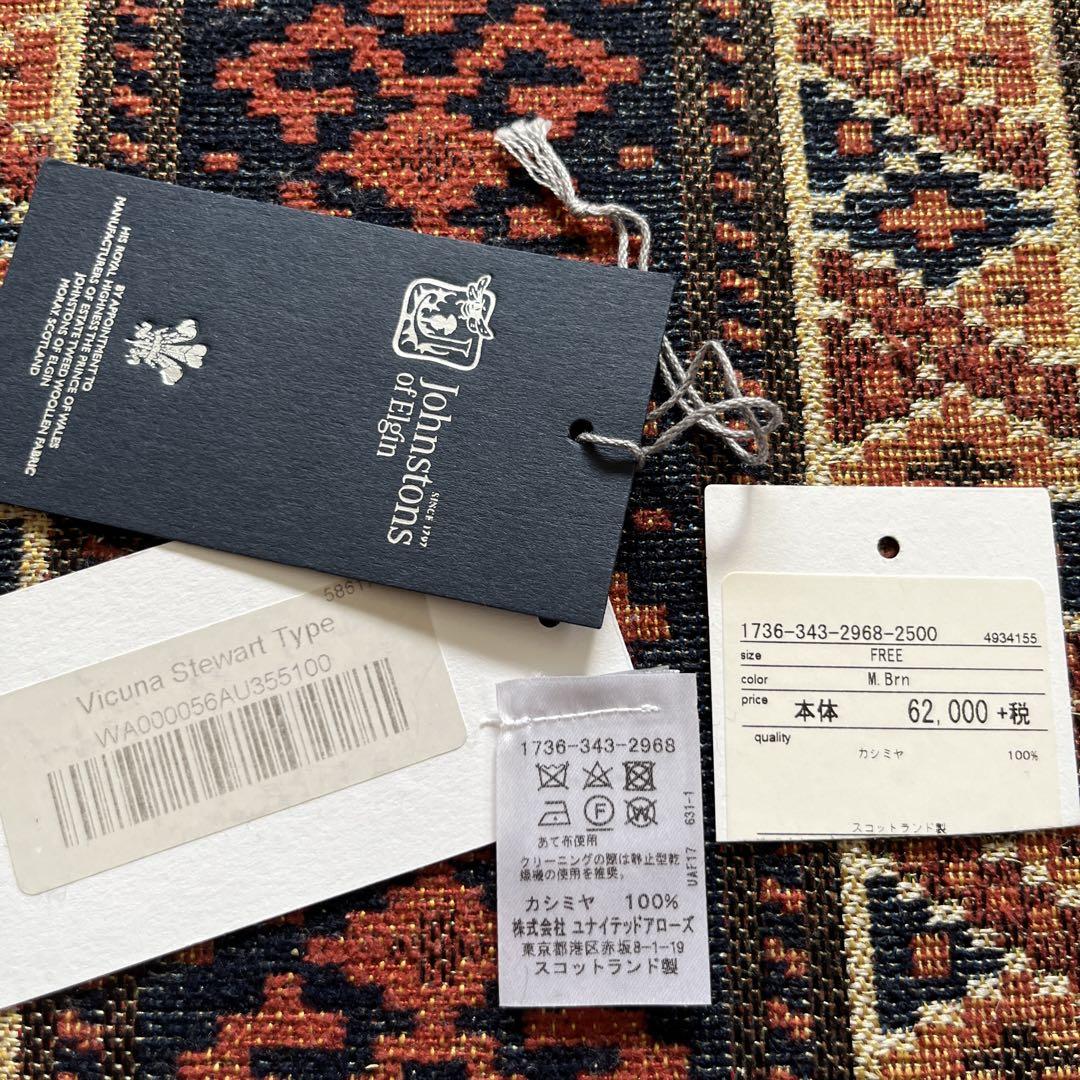 BY APPOINTMENT TO
HIS ROYAL HIGHNESS THE PRINCE OF WALES
MANUFACTURERS OF ESTATE TWEED WOOLLEN FABRIC
JOHNSTONS OF ELGIN
MORAY, SCOTLAND
Johnstons
of Elgin
SINCE 1797
Vicuna Stewart Type
WA000056AU355100
1736-343-2968
F
W
あて布使用
クリーニングの際は静止型乾
燥機の使用を推奨。
カシミヤ 100%
株式会社 ユナイテッドアローズ
東京都港区赤坂8-1-19
スコットランド製
UAF17 631-1
1736-343-2968-2500 4934155
size FREE
color M.Brn
price 本体 62,000+税
quality
カシミヤ 100%
スコットランド製